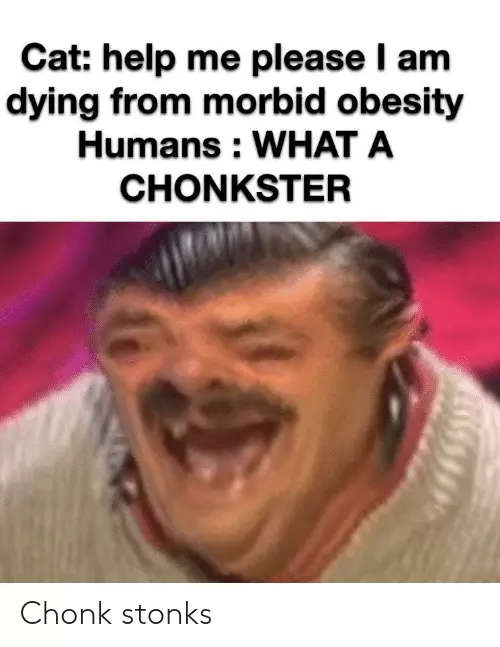 Cat: help me please I am
dying from morbid obesity
Humans : WHAT A
CHONKSTER
Chonk stonks